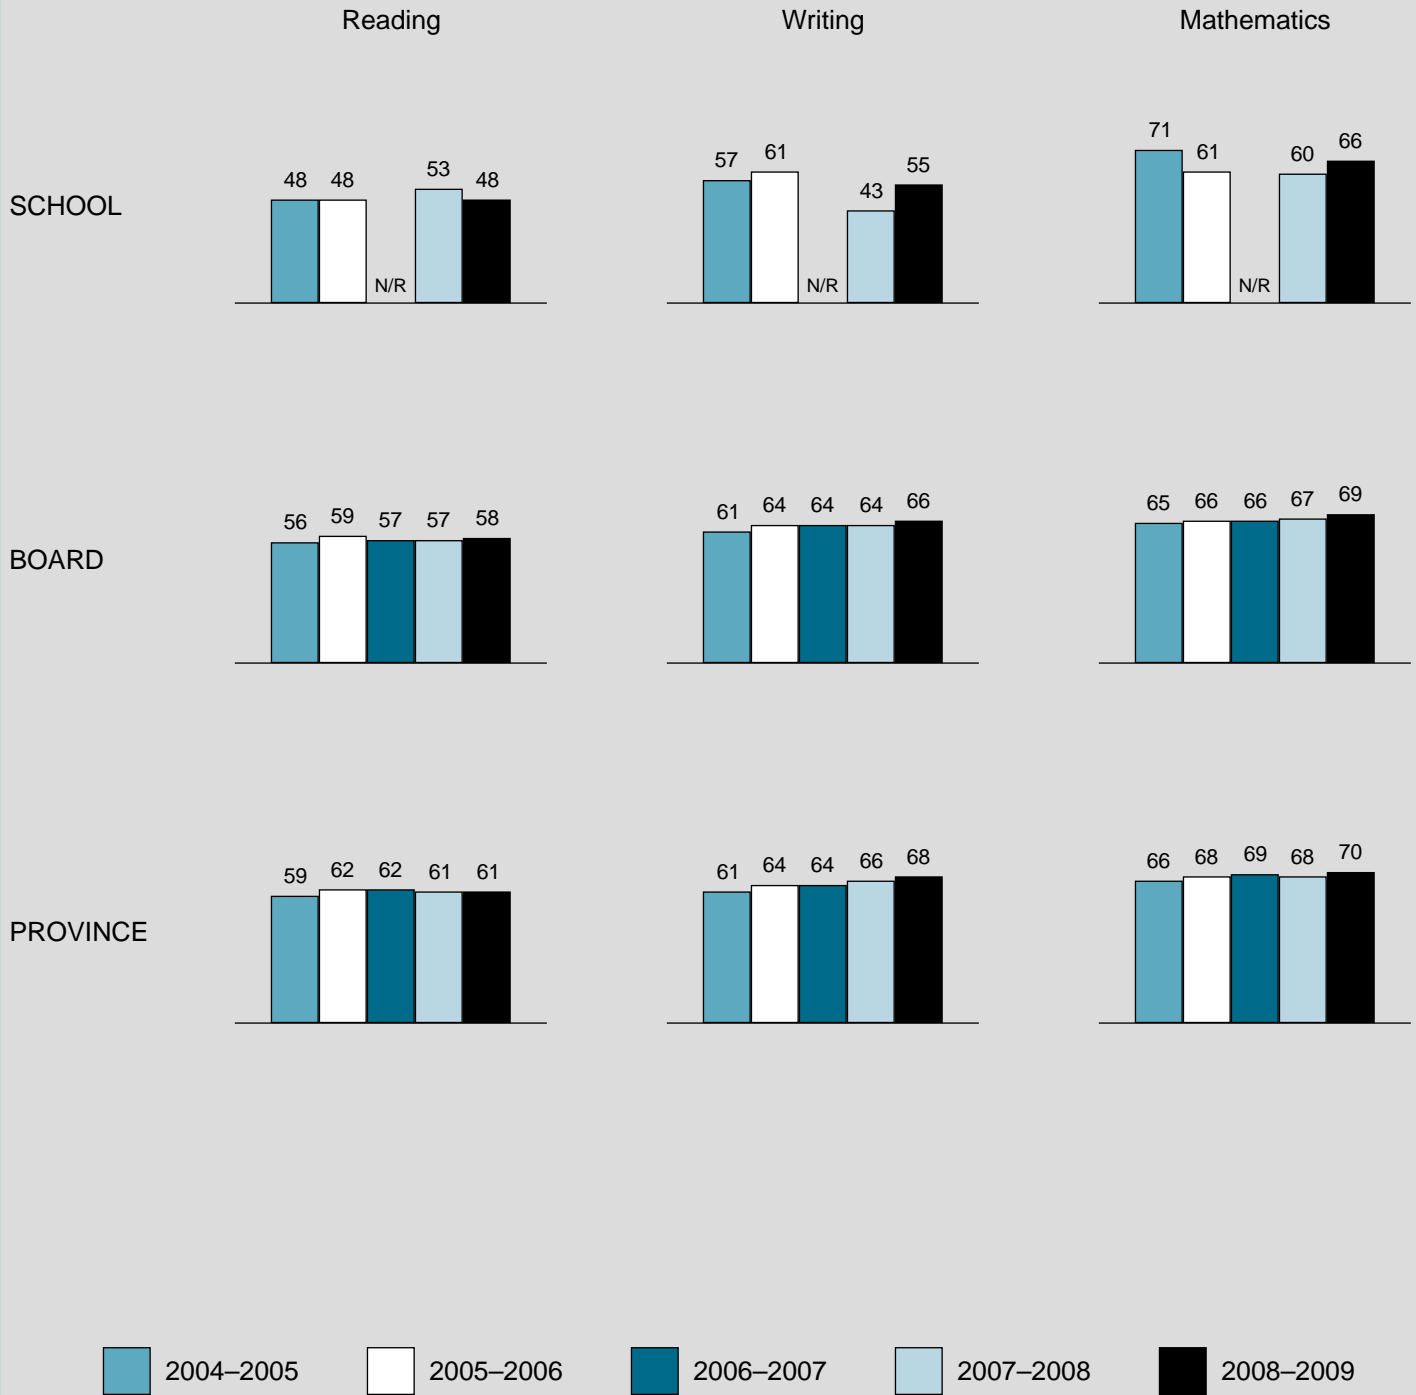 Reading Writing Mathematics
SCHOOL
48 48 N/R 53 48
57 61 N/R 43 55
71 61 N/R 60 66
BOARD
56 59 57 57 58
61 64 64 64 66
65 66 66 67 69
PROVINCE
59 62 62 61 61
61 64 64 66 68
66 68 69 68 70
2004–2005 2005–2006 2006–2007 2007–2008 2008–2009